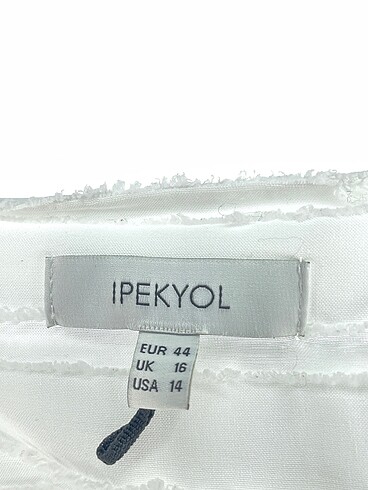 IPEKYOL
EUR 44
UK 16
USA 14